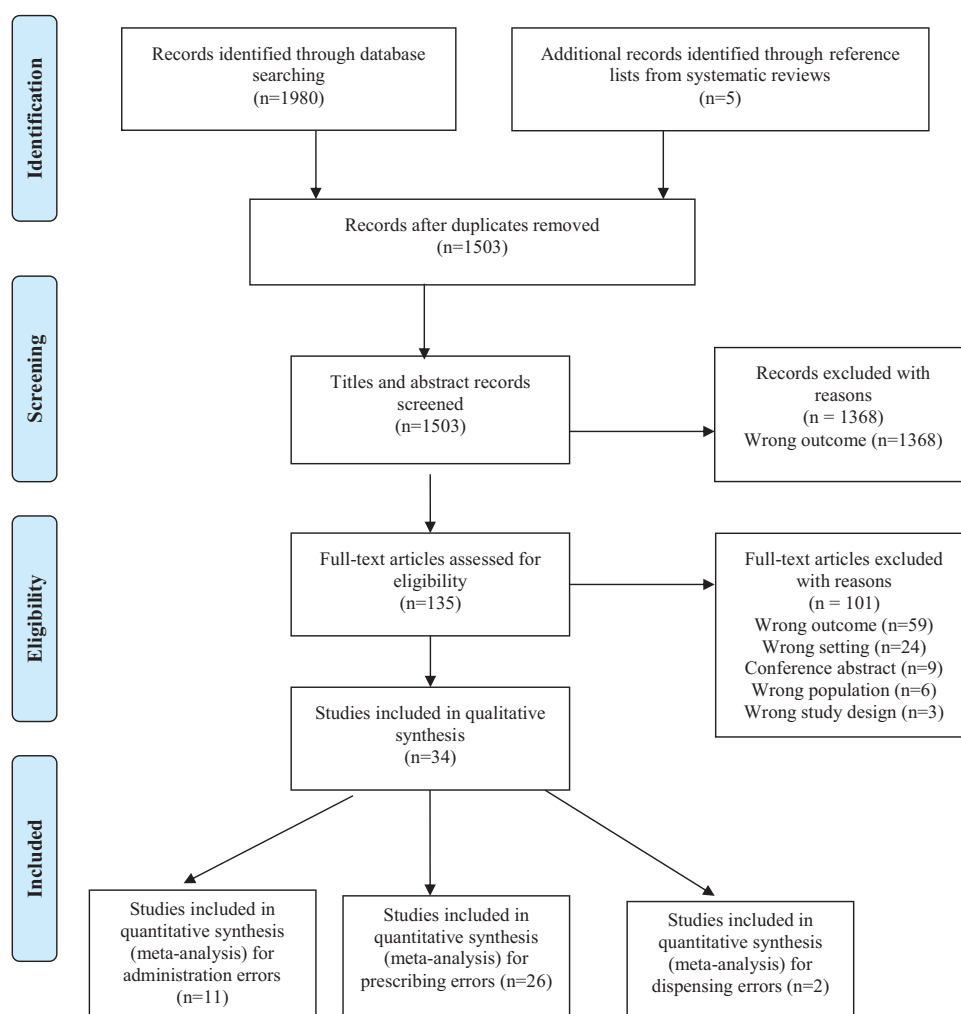 Identification
Records identified through database
searching
(n=1980)
Additional records identified through reference
lists from systematic reviews
(n=5)
Records after duplicates removed
(n=1503)
Screening
Titles and abstract records
screened
(n=1503)
Records excluded with
reasons
(n = 1368)
Wrong outcome (n=1368)
Eligibility
Full-text articles assessed for
eligibility
(n=135)
Full-text articles excluded
with reasons
(n = 101)
Wrong outcome (n=59)
Wrong setting (n=24)
Conference abstract (n=9)
Wrong population (n=6)
Wrong study design (n=3)
Studies included in qualitative
synthesis
(n=34)
Included
Studies included in
quantitative synthesis
(meta-analysis) for
administration errors
(n=11)
Studies included in
quantitative synthesis
(meta-analysis) for
prescribing errors (n=26)
Studies included in
quantitative synthesis
(meta-analysis) for
dispensing errors (n=2)